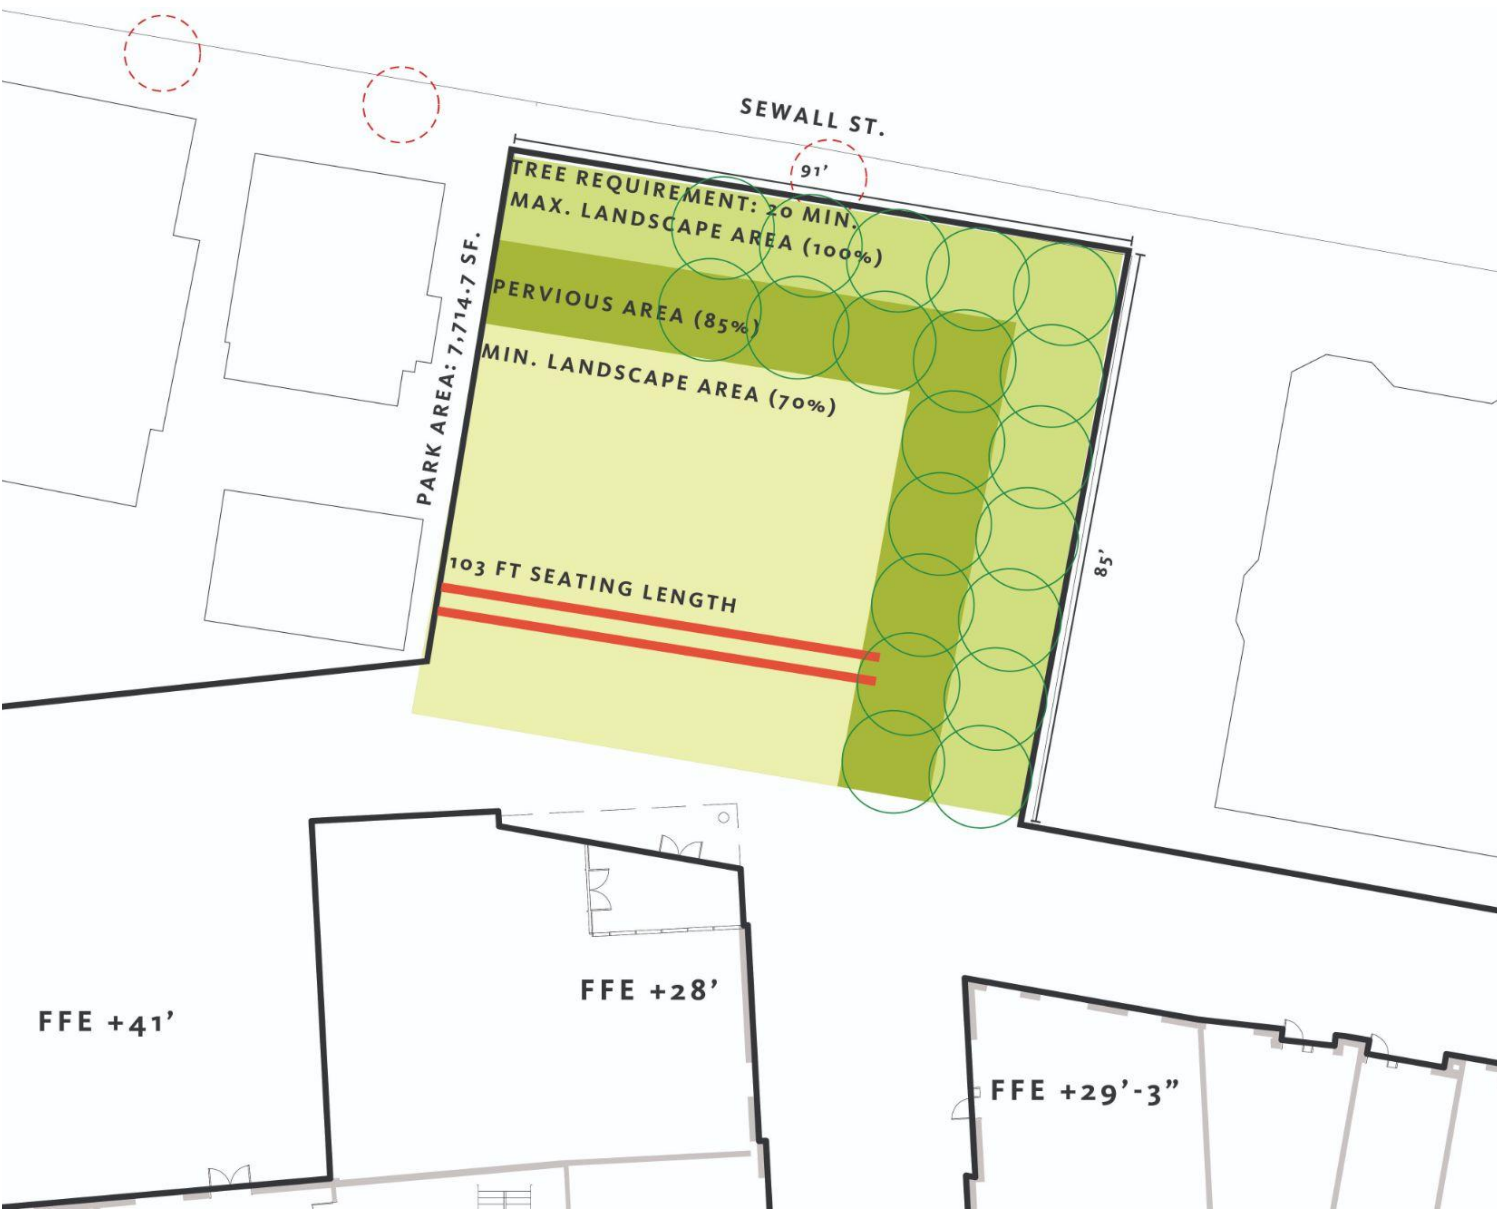 SEWALL ST.
91’
TREE REQUIREMENT: 20 MIN.
MAX. LANDSCAPE AREA (100%)
PERVIOUS AREA (85%)
MIN. LANDSCAPE AREA (70%)
PARK AREA: 7,714.7 SF.
85’
103 FT SEATING LENGTH
FFE +28’
FFE +41’
FFE +29’-3”